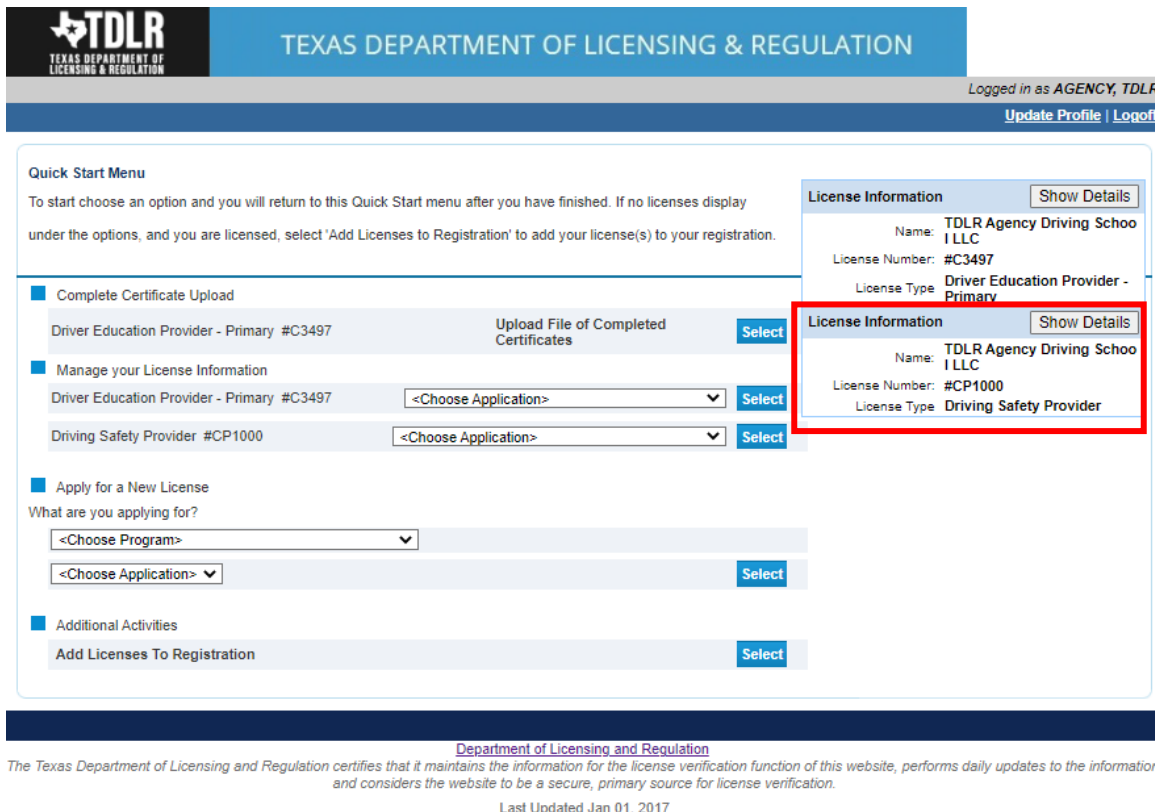 TDLR
TEXAS DEPARTMENT OF
LICENSING & REGULATION
TEXAS DEPARTMENT OF LICENSING & REGULATION
Logged in as AGENCY, TDLR
Update Profile | Logoff
Quick Start Menu
To start choose an option and you will return to this Quick Start menu after you have finished. If no licenses display
under the options, and you are licensed, select 'Add Licenses to Registration' to add your license(s) to your registration.
License Information Show Details
Name: TDLR Agency Driving Schoo
l LLC
License Number: #C3497
License Type Driver Education Provider -
Primary
License Information Show Details
Name: TDLR Agency Driving Schoo
l LLC
License Number: #CP1000
License Type Driving Safety Provider
Complete Certificate Upload
Driver Education Provider - Primary #C3497 Upload File of Completed
Certificates Select
Manage your License Information
Driver Education Provider - Primary #C3497 <Choose Application> Select
Driving Safety Provider #CP1000 <Choose Application> Select
Apply for a New License
What are you applying for?
<Choose Program>
<Choose Application> Select
Additional Activities
Add Licenses To Registration Select
Department of Licensing and Regulation
The Texas Department of Licensing and Regulation certifies that it maintains the information for the license verification function of this website, performs daily updates to the information
and considers the website to be a secure, primary source for license verification.
Last Updated Jan 01, 2017